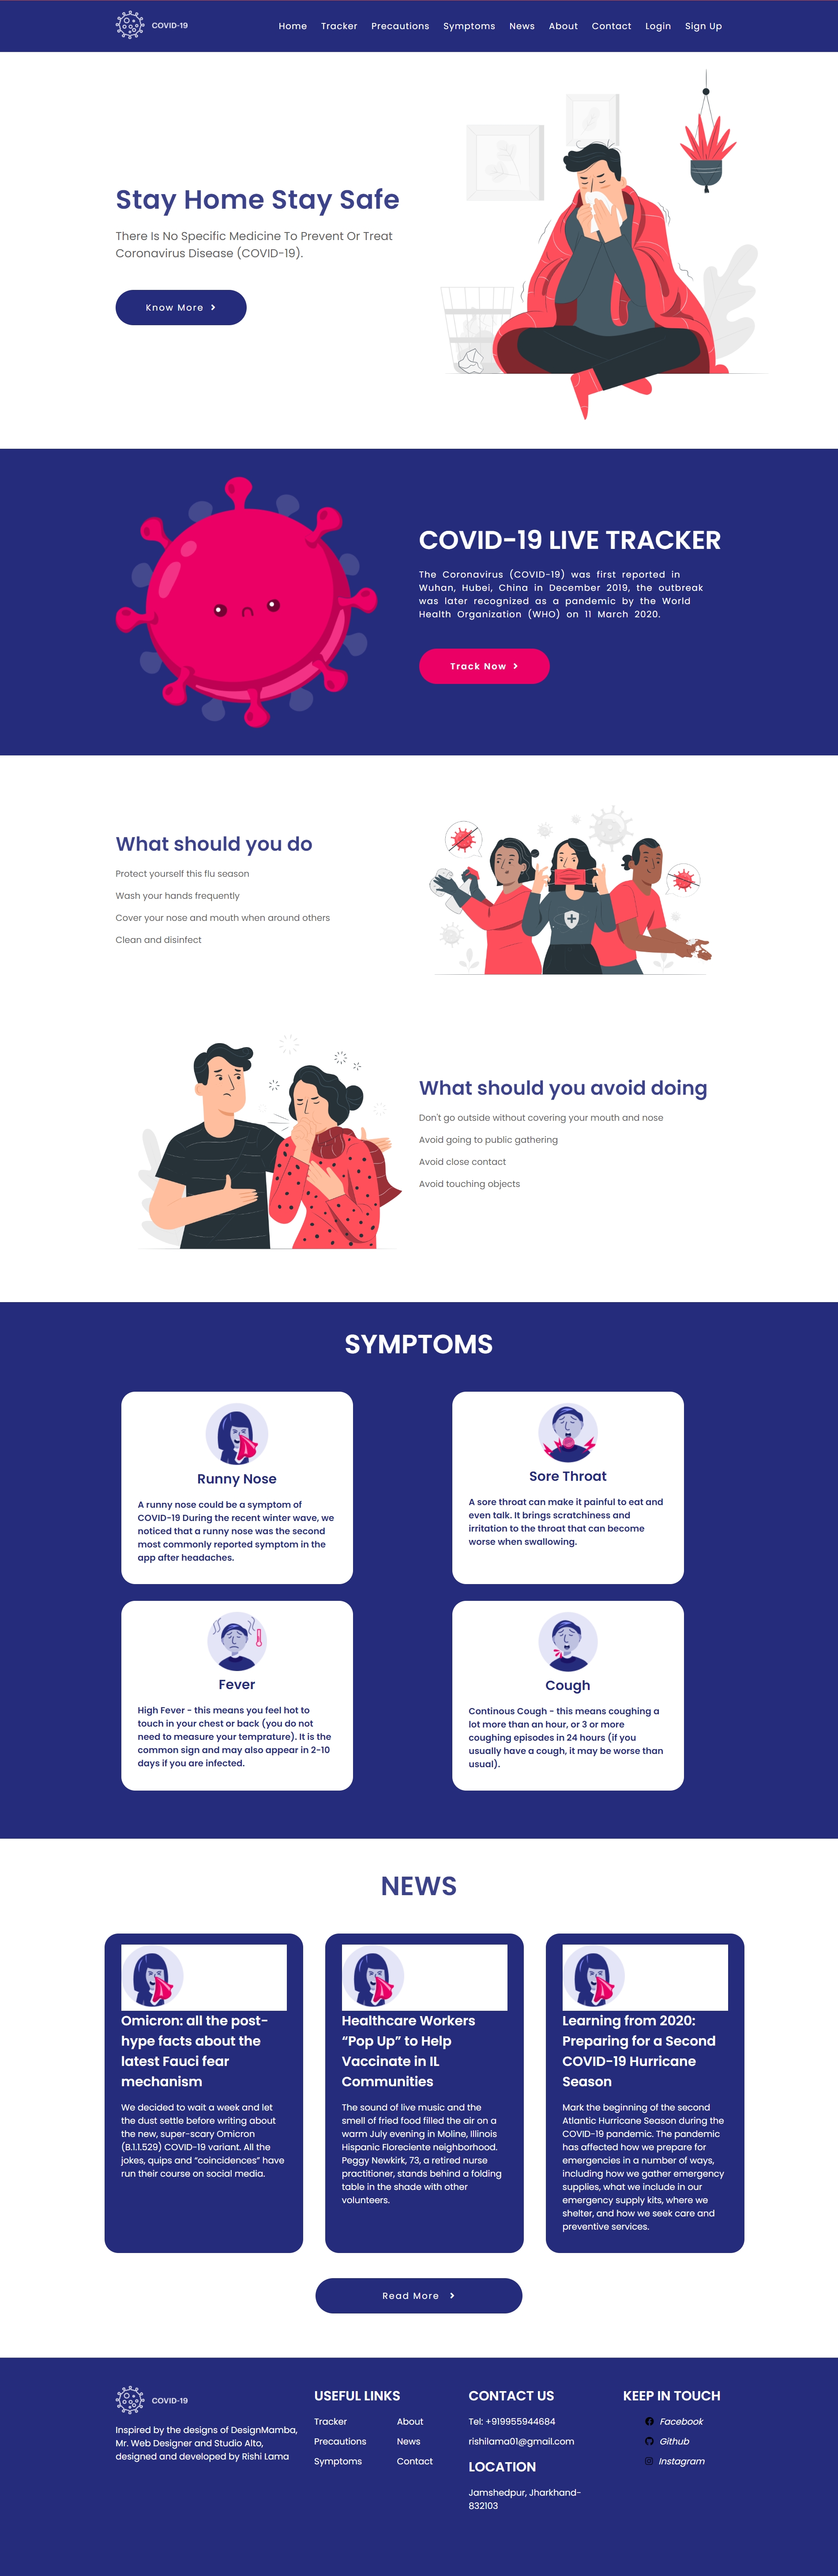 COVID-19
Home Tracker Precautions Symptoms News About Contact Login Sign Up
Stay Home Stay Safe
There Is No Specific Medicine To Prevent Or Treat
Coronavirus Disease (COVID-19).
Know More
COVID-19 LIVE TRACKER
The Coronavirus (COVID-19) was first reported in
Wuhan, Hubei, China in December 2019, the outbreak
was later recognized as a pandemic by the World
Health Organization (WHO) on 11 March 2020.
Track Now
What should you do
Protect yourself this flu season
Wash your hands frequently
Cover your nose and mouth when around others
Clean and disinfect
What should you avoid doing
Don't go outside without covering your mouth and nose
Avoid going to public gathering
Avoid close contact
Avoid touching objects
SYMPTOMS
Runny Nose
A runny nose could be a symptom of
COVID-19 During the recent winter wave, we
noticed that a runny nose was the second
most commonly reported symptom in the
app after headaches.
Sore Throat
A sore throat can make it painful to eat and
even talk. It brings scratchiness and
irritation to the throat that can become
worse when swallowing.
Fever
High Fever - this means you feel hot to
touch in your chest or back (you do not
need to measure your temprature). It is the
common sign and may also appear in 2-10
days if you are infected.
Cough
Continous Cough - this means coughing a
lot more than an hour, or 3 or more
coughing episodes in 24 hours (if you
usually have a cough, it may be worse than
usual).
NEWS
Omicron: all the post-
hype facts about the
latest Fauci fear
mechanism
We decided to wait a week and let
the dust settle before writing about
the new, super-scary Omicron
(B.1.1.529) COVID-19 variant. All the
jokes, quips and “coincidences” have
run their course on social media.
Healthcare Workers
“Pop Up” to Help
Vaccinate in IL
Communities
The sound of live music and the
smell of fried food filled the air on a
warm July evening in Moline, Illinois
Hispanic Floreciente neighborhood.
Peggy Newkirk, 73, a retired nurse
practitioner, stands behind a folding
table in the shade with other
volunteers.
Learning from 2020:
Preparing for a Second
COVID-19 Hurricane
Season
Mark the beginning of the second
Atlantic Hurricane Season during the
COVID-19 pandemic. The pandemic
has affected how we prepare for
emergencies in a number of ways,
including how we gather emergency
supplies, what we include in our
emergency supply kits, where we
shelter, and how we seek care and
preventive services.
Read More
COVID-19
Inspired by the designs of DesignMamba,
Mr. Web Designer and Studio Alto,
designed and developed by Rishi Lama
USEFUL LINKS
Tracker About
Precautions News
Symptoms Contact
CONTACT US
Tel: +919955944684
rishilama01@gmail.com
LOCATION
Jamshedpur, Jharkhand-
832103
KEEP IN TOUCH
Facebook
Github
Instagram